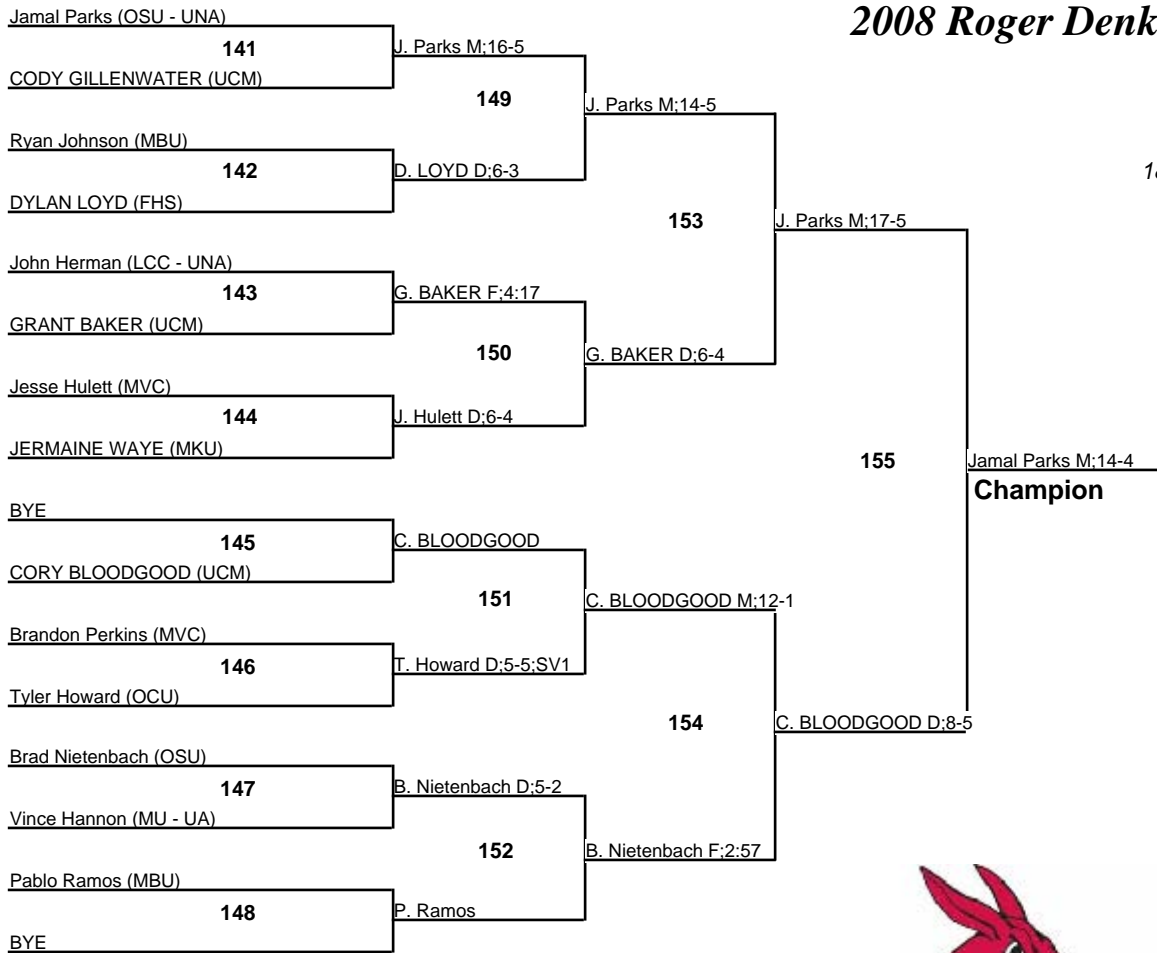 2008 Roger Denk
Jamal Parks (OSU - UNA)
141
CODY GILLENWATER (UCM)
Ryan Johnson (MBU)
142
DYLAN LOYD (FHS)
John Herman (LCC - UNA)
143
GRANT BAKER (UCM)
Jesse Hulett (MVC)
144
JERMAINE WAYE (MKU)
BYE
145
CORY BLOODGOOD (UCM)
Brandon Perkins (MVC)
146
Tyler Howard (OCU)
Brad Nietenbach (OSU)
147
Vince Hannon (MU - UA)
Pablo Ramos (MBU)
148
BYE
J. Parks M;16-5
149
D. LOYD D;6-3
G. BAKER F;4:17
150
J. Hulett D;6-4
C. BLOODGOOD
151
T. Howard D;5-5;SV1
B. Nietenbach D;5-2
152
P. Ramos
J. Parks M;14-5
153
G. BAKER D;6-4
C. BLOODGOOD M;12-1
154
B. Nietenbach F;2:57
J. Parks M;17-5
155
C. BLOODGOOD D;8-5
Jamal Parks M;14-4
Champion